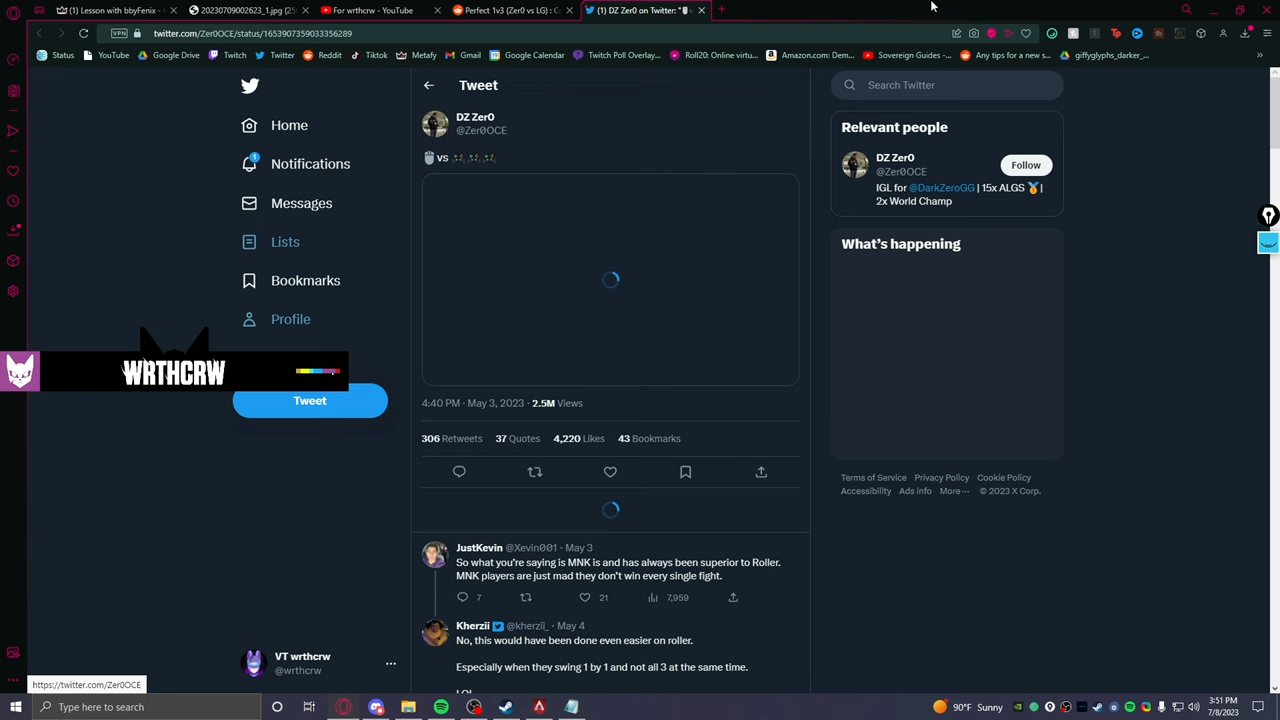 (1) Lesson with bbyFenix -
20230709002623_1.jpg (25
For wrthcrw - YouTube
Perfect 1v3 (Zer0 vs LG) : C
(1) DZ Zer0 on Twitter: "
VPN
twitter.com/Zer0OCE/status/1653907359033356289
Status
YouTube
Google Drive
Twitter
Reddit
Tiktok
Metafy
Gmail
Google Calendar
Twitch Poll Overlay...
Roll20: Online virtu...
Amazon.com: Dem...
Sovereign Guides -...
Any tips for a new s...
giffyglyphs_darker_...
Home
Notifications
1
Messages
Lists
Bookmarks
Profile
WRTHCRW
Tweet
VT wrthcrw
@wrthcrw
https://twitter.com/Zer0OCE
Tweet
DZ Zer0
@Zer0OCE
vs
4:40 PM · May 3, 2023 · 2.5M Views
306 Retweets 37 Quotes 4,220 Likes 43 Bookmarks
JustKevin @Xevin001 · May 3
So what you're saying is MNK is and has always been superior to Roller.
MNK players are just mad they don't win every single fight.
7 21 7,959
Kherzii @kherzii_ · May 4
No, this would have been done even easier on roller.
Especially when they swing 1 by 1 and not all 3 at the same time.
LOL
Search Twitter
Relevant people
DZ Zer0
@Zer0OCE
Follow
IGL for @DarkZeroGG | 15x ALGS |
2x World Champ
What's happening
Terms of Service Privacy Policy Cookie Policy
Accessibility Ads info More ··· © 2023 X Corp.
Type here to search
90°F Sunny
3:51 PM
7/8/2023